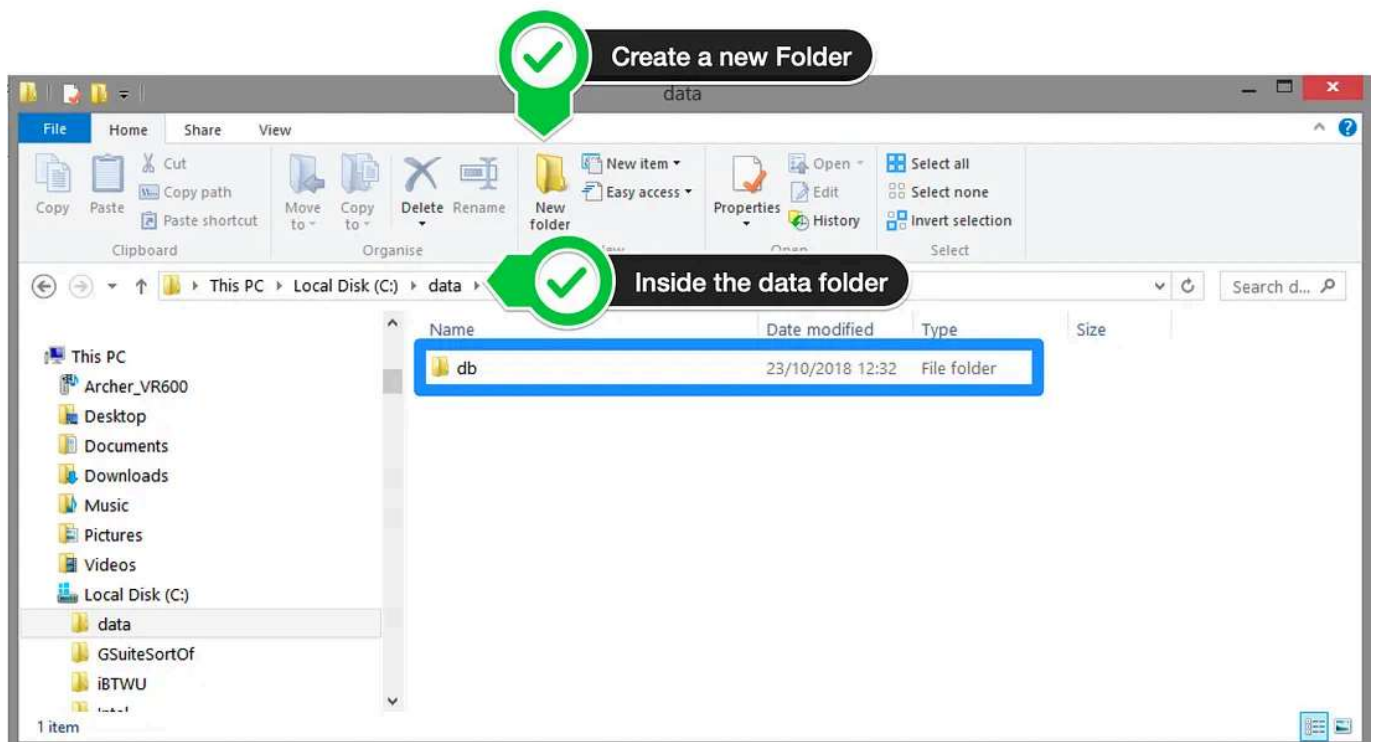 Create a new Folder
data
File Home Share View
Copy
Paste
Cut
Copy path
Paste shortcut
Clipboard
Move to
Copy to
Delete
Rename
Organise
New folder
New item
Easy access
Properties
Open
Edit
History
Select all
Select none
Invert selection
Select
This PC Local Disk (C:) data
Inside the data folder
Search d...
Name Date modified Type Size
db 23/10/2018 12:32 File folder
This PC
Archer_VR600
Desktop
Documents
Downloads
Music
Pictures
Videos
Local Disk (C:)
data
GSuiteSortOf
iBTWU
1 item